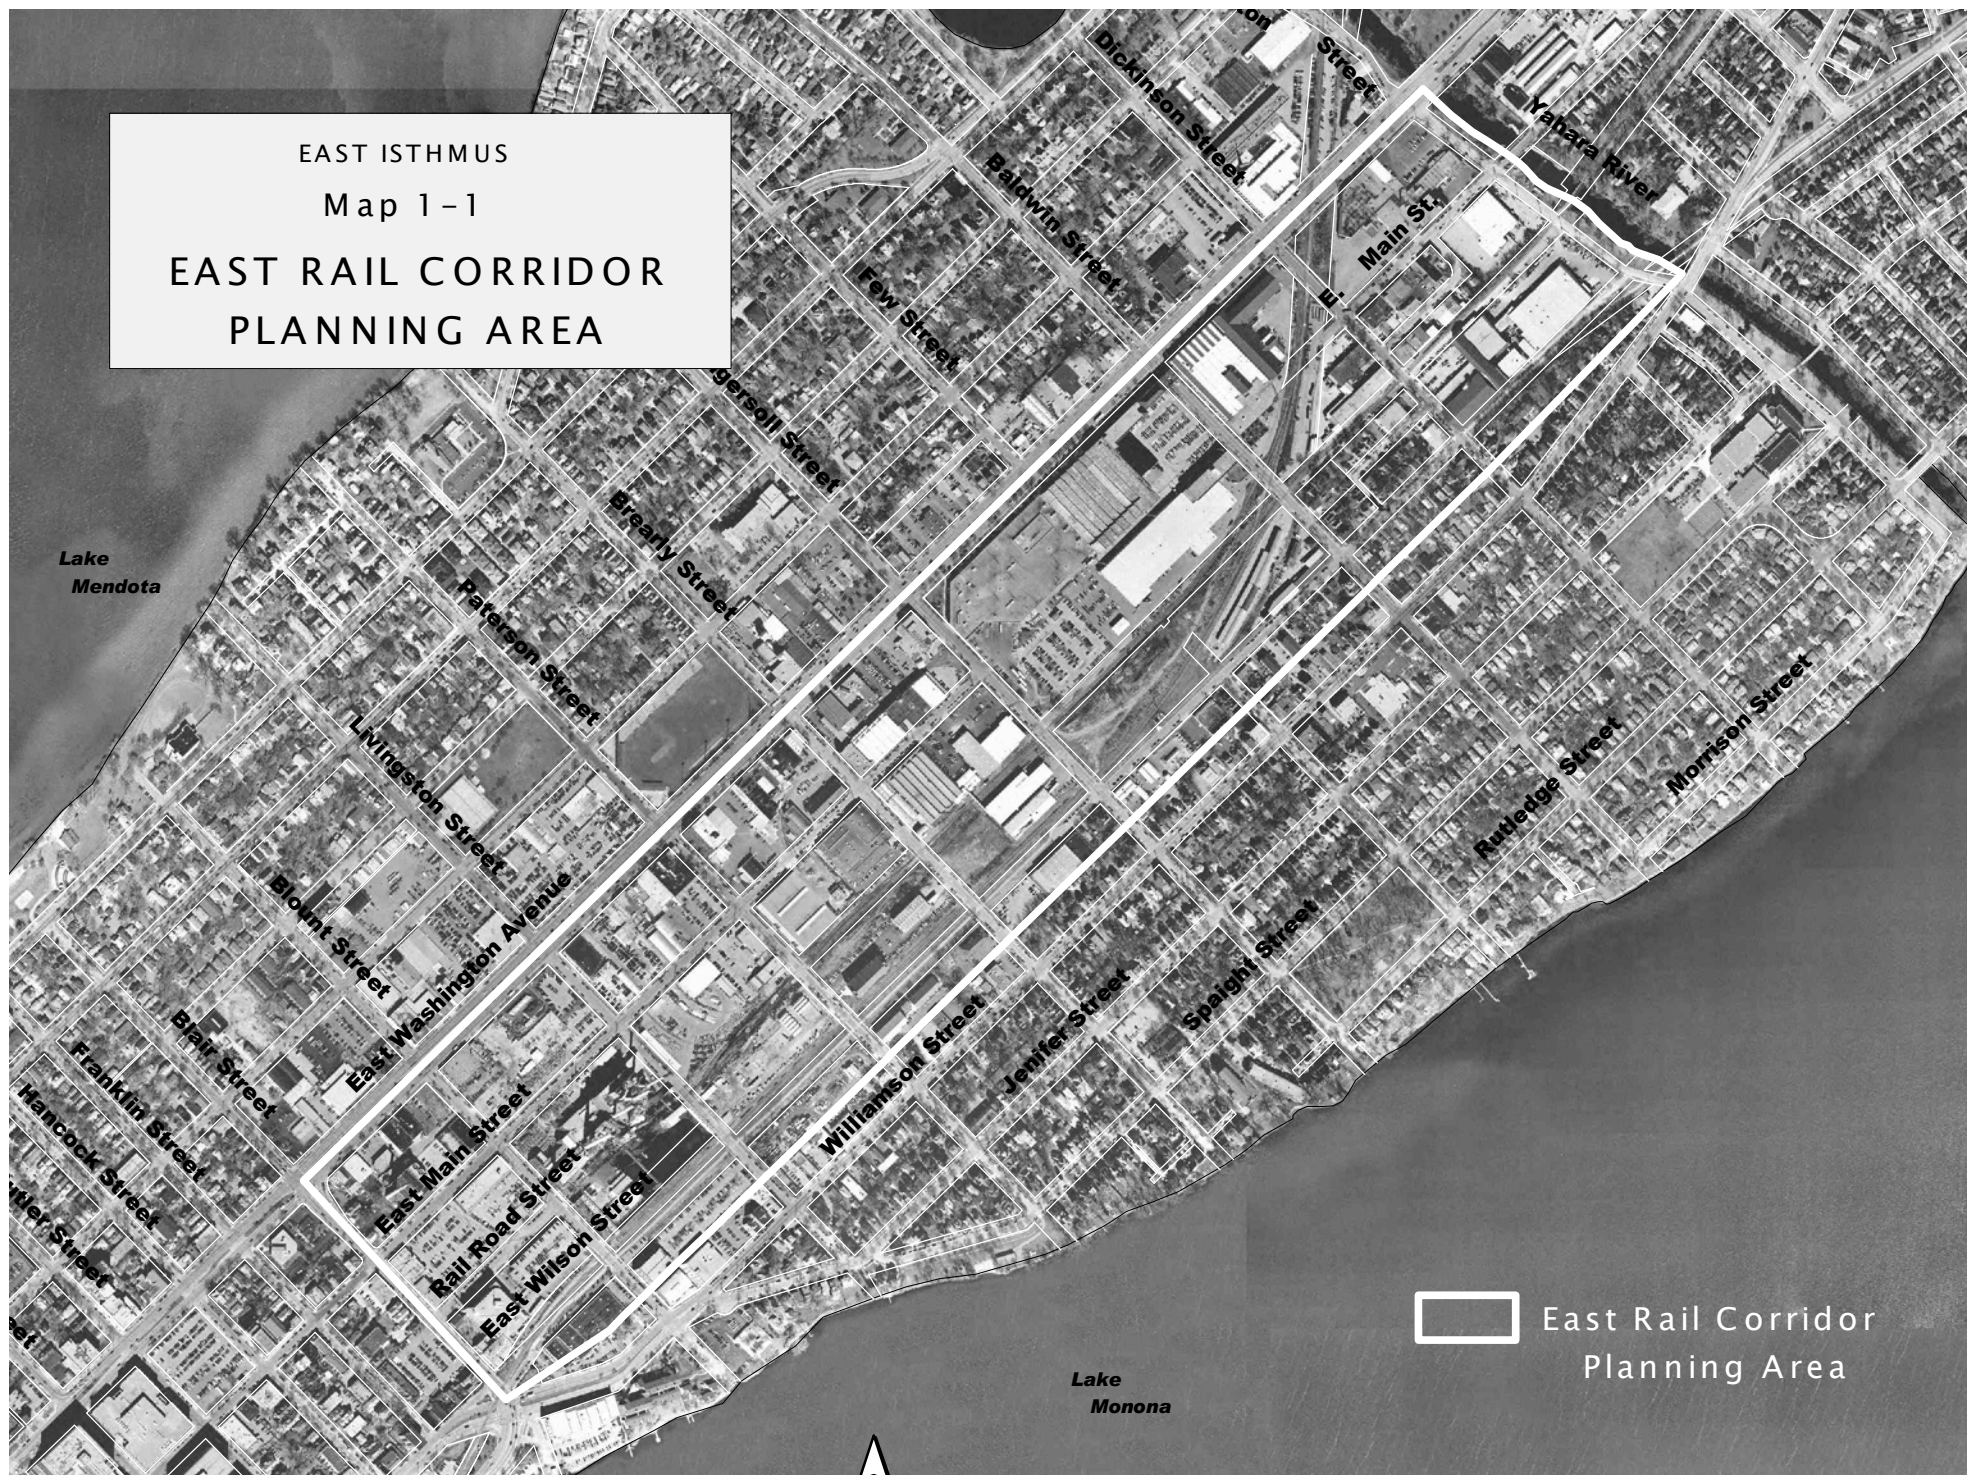 EAST ISTHMUS
Map 1-1
EAST RAIL CORRIDOR
PLANNING AREA
Street
Dickinson Street
Yahara River
Baldwin Street
Main St.
E.
Few Street
Brearly Street
Lake
Mendota
Paterson Street
Livingston Street
Morrison Street
Rutledge Street
Blount Street
East Washington Avenue
Spaight Street
Jenifer Street
Williamson Street
Blair Street
Franklin Street
Hancock Street
Street
East Main Street
Rail Road Street
East Wilson Street
Street
East Rail Corridor
Planning Area
Lake
Monona